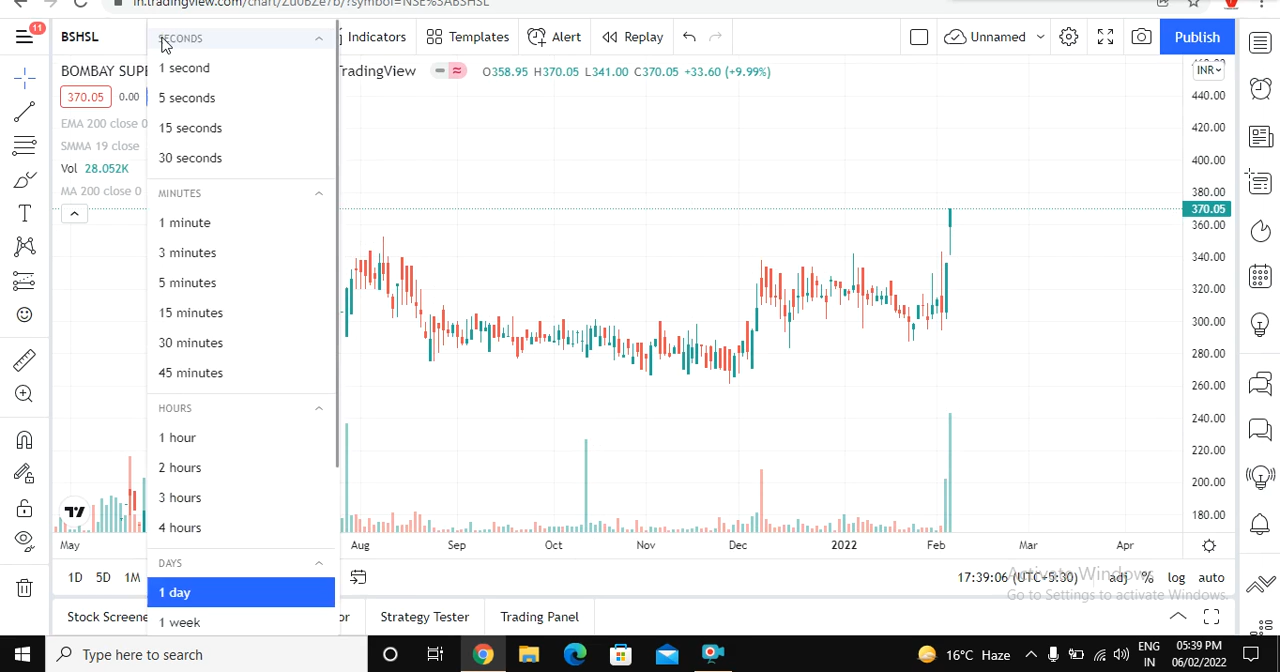 in.tradingview.com/chart/Zu0BZe7b/?symbol=NSE%3ABSHSL
11
BSHSL
Indicators
Templates
Alert
Replay
Unnamed
Publish
SECONDS
1 second
5 seconds
15 seconds
30 seconds
MINUTES
1 minute
3 minutes
5 minutes
15 minutes
30 minutes
45 minutes
HOURS
1 hour
2 hours
3 hours
4 hours
DAYS
1 day
1 week
BOMBAY SUP
TradingView
O358.95 H370.05 L341.00 C370.05 +33.60 (+9.99%)
370.05 0.00
EMA 200 close 0
SMMA 19 close
Vol 28.052K
MA 200 close 0
INR
440.00
420.00
400.00
380.00
370.05
360.00
340.00
320.00
300.00
280.00
260.00
240.00
220.00
200.00
180.00
May Aug Sep Oct Nov Dec 2022 Feb Mar Apr
1D 5D 1M
17:39:06 (UTC+5:30) adj % log auto
Activate Windows
Go to Settings to activate Windows.
Stock Screene
or
Strategy Tester
Trading Panel
Type here to search
16°C Haze
ENG
IN
05:39 PM
06/02/2022